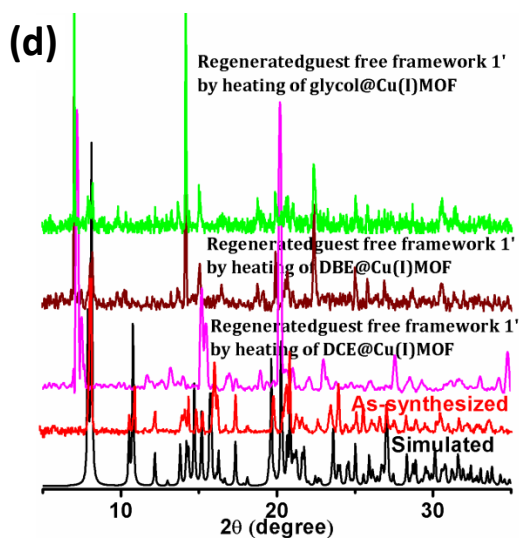 (d)
Regeneratedguest free framework 1'
by heating of glycol@Cu(I)MOF
Regeneratedguest free framework 1'
by heating of DBE@Cu(I)MOF
Regeneratedguest free framework 1'
by heating of DCE@Cu(I)MOF
As-synthesized
Simulated
10 20 30
2θ (degree)